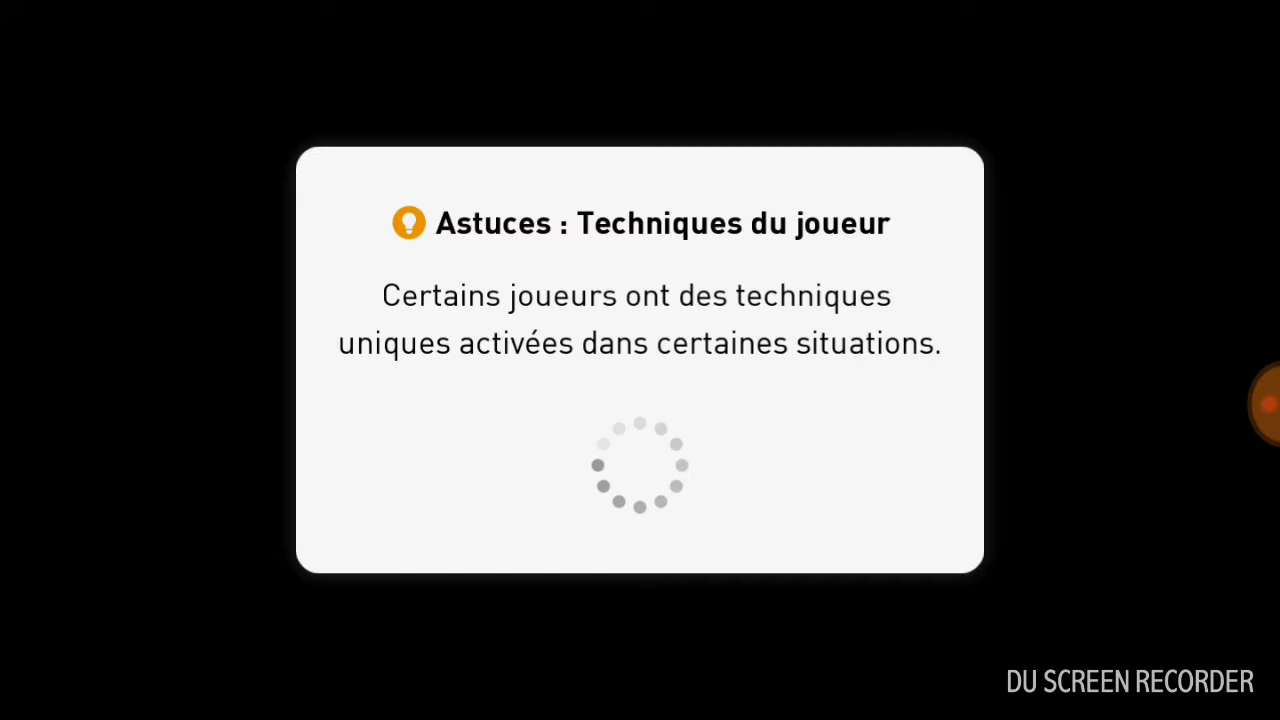 Astuces : Techniques du joueur
Certains joueurs ont des techniques
uniques activées dans certaines situations.
DU SCREEN RECORDER